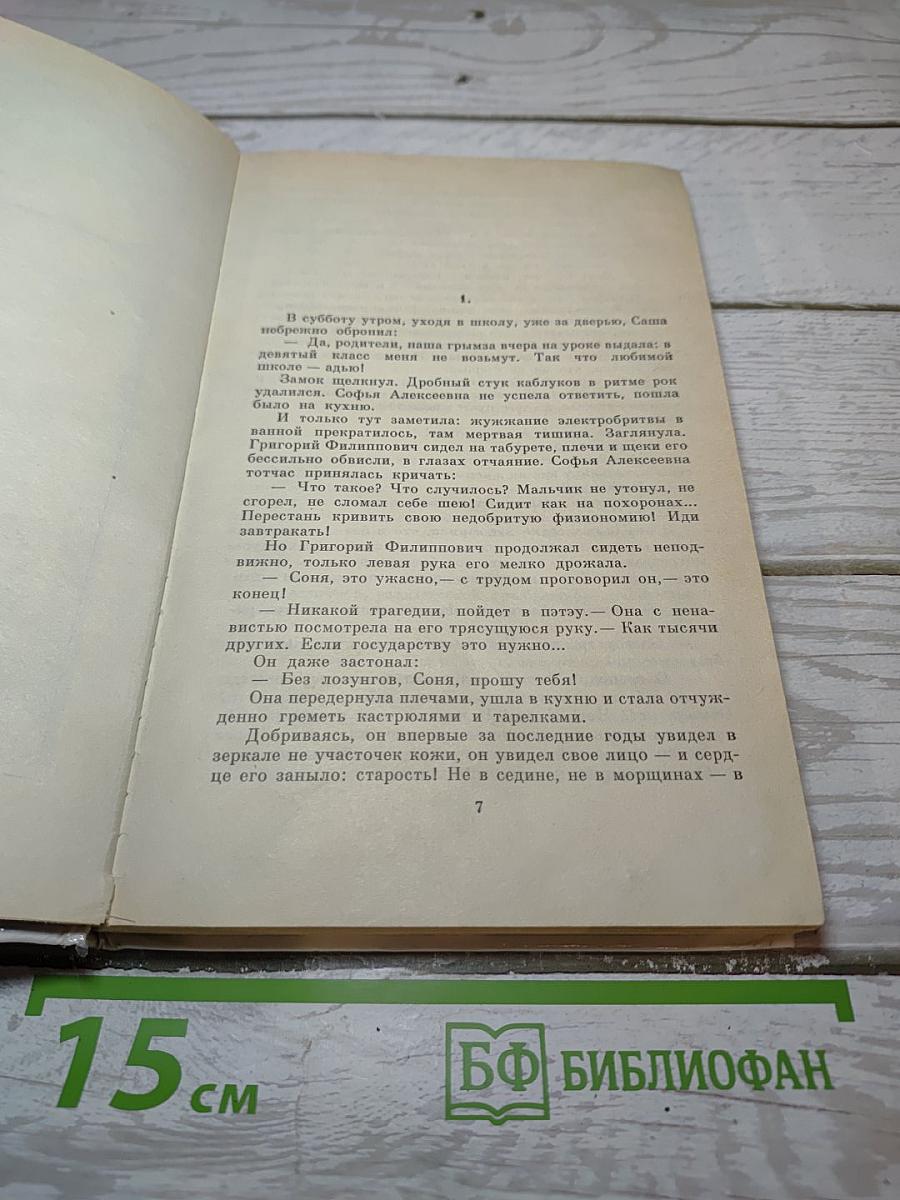 1.
В субботу утром, уходя в школу, уже за дверью, Саша
небрежно обронил:
— Да, родители, наша грымза вчера на уроке выдала: в
девятый класс меня не возьмут. Так что любимой
школе — адью!
Замок щелкнул. Дробный стук каблуков в ритме рок
удалился. Софья Алексеевна не успела ответить, пошла
было на кухню.
И только тут заметила: жужжание электробритвы в
ванной прекратилось, там мертвая тишина. Заглянула.
Григорий Филиппович сидел на табурете, плечи и щеки его
бессильно обвисли, в глазах отчаяние. Софья Алексеевна
тотчас принялась кричать:
— Что такое? Что случилось? Мальчик не утонул, не
сгорел, не сломал себе шею! Сидит как на похоронах...
Перестань кривить свою недобритую физиономию! Иди
завтракать!
Но Григорий Филиппович продолжал сидеть непод-
вижно, только левая рука его мелко дрожала.
— Соня, это ужасно,— с трудом проговорил он,— это
конец!
— Никакой трагедии, пойдет в пэтэу.— Она с нена-
вистью посмотрела на его трясущуюся руку.— Как тысячи
других. Если государству это нужно...
Он даже застонал:
— Без лозунгов, Соня, прошу тебя!
Она передернула плечами, ушла в кухню и стала отчуж-
денно греметь кастрюлями и тарелками.
Добриваясь, он впервые за последние годы увидел в
зеркале не участочек кожи, он увидел свое лицо — и серд-
це его заныло: старость! Не в седине, не в морщинах — в
7
15 см
БФ БИБЛИОФАН